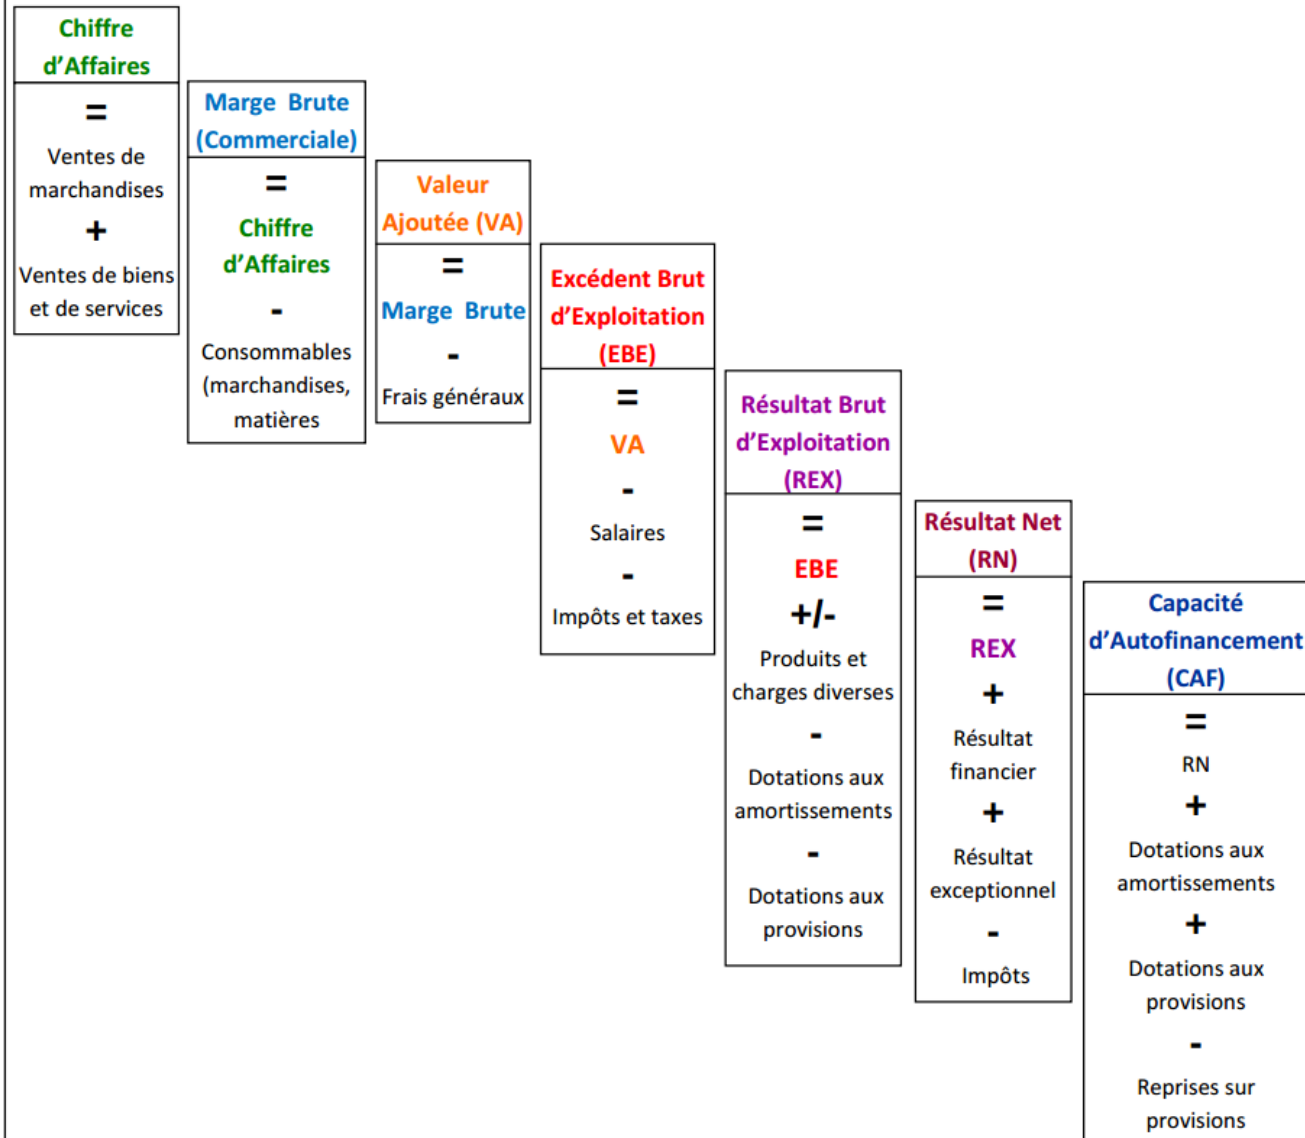 Chiffre
d’Affaires
=
Ventes de
marchandises
+
Ventes de biens
et de services
Marge Brute
(Commerciale)
=
Chiffre
d’Affaires
-
Consommables
(marchandises,
matières
Valeur
Ajoutée (VA)
=
Marge Brute
-
Frais généraux
Excédent Brut
d’Exploitation
(EBE)
=
VA
-
Salaires
-
Impôts et taxes
Résultat Brut
d’Exploitation
(REX)
=
EBE
+/-
Produits et
charges diverses
-
Dotations aux
amortissements
-
Dotations aux
provisions
Résultat Net
(RN)
=
REX
+
Résultat
financier
+
Résultat
exceptionnel
-
Impôts
Capacité
d’Autofinancement
(CAF)
=
RN
+
Dotations aux
amortissements
+
Dotations aux
provisions
-
Reprises sur
provisions